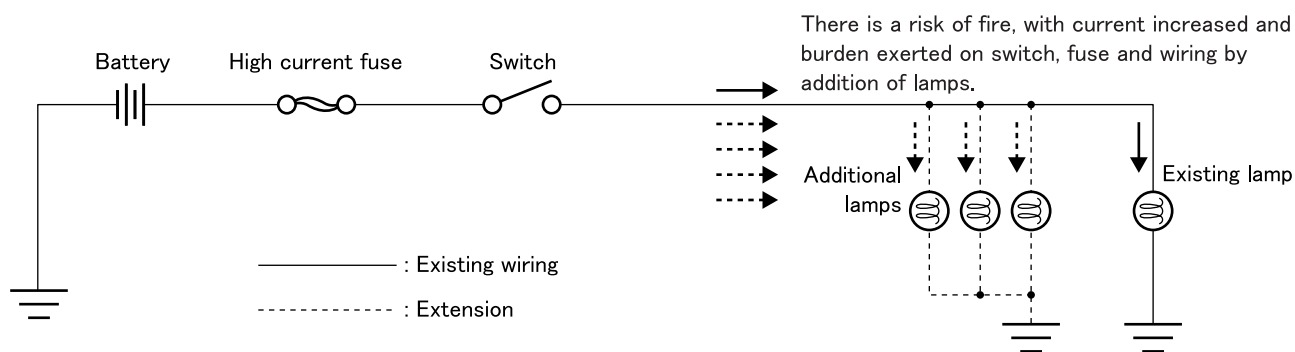 There is a risk of fire, with current increased and
burden exerted on switch, fuse and wiring by
addition of lamps.
Battery
High current fuse
Switch
Additional
lamps
Existing lamp
: Existing wiring
: Extension